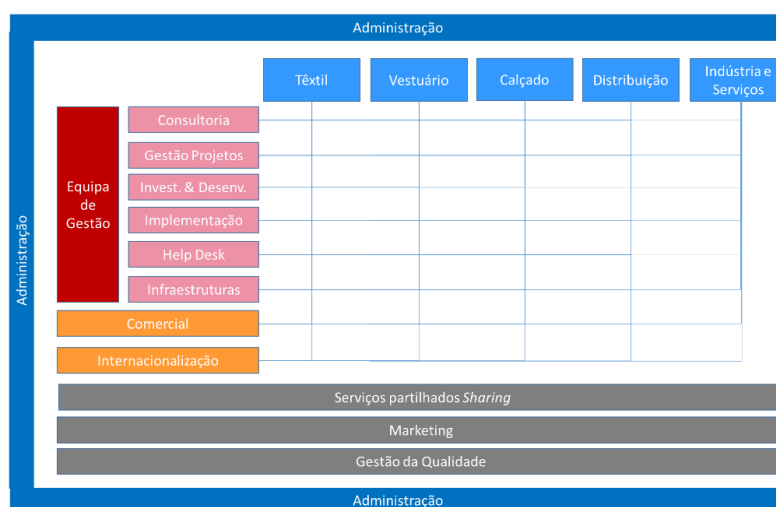 Administração
Têxtil
Vestuário
Calçado
Distribuição
Indústria e
Serviços
Administração
Equipa
de
Gestão
Consultoria
Gestão Projetos
Invest. & Desenv.
Implementação
Help Desk
Infraestruturas
Comercial
Internacionalização
Serviços partilhados Sharing
Marketing
Gestão da Qualidade
Administração